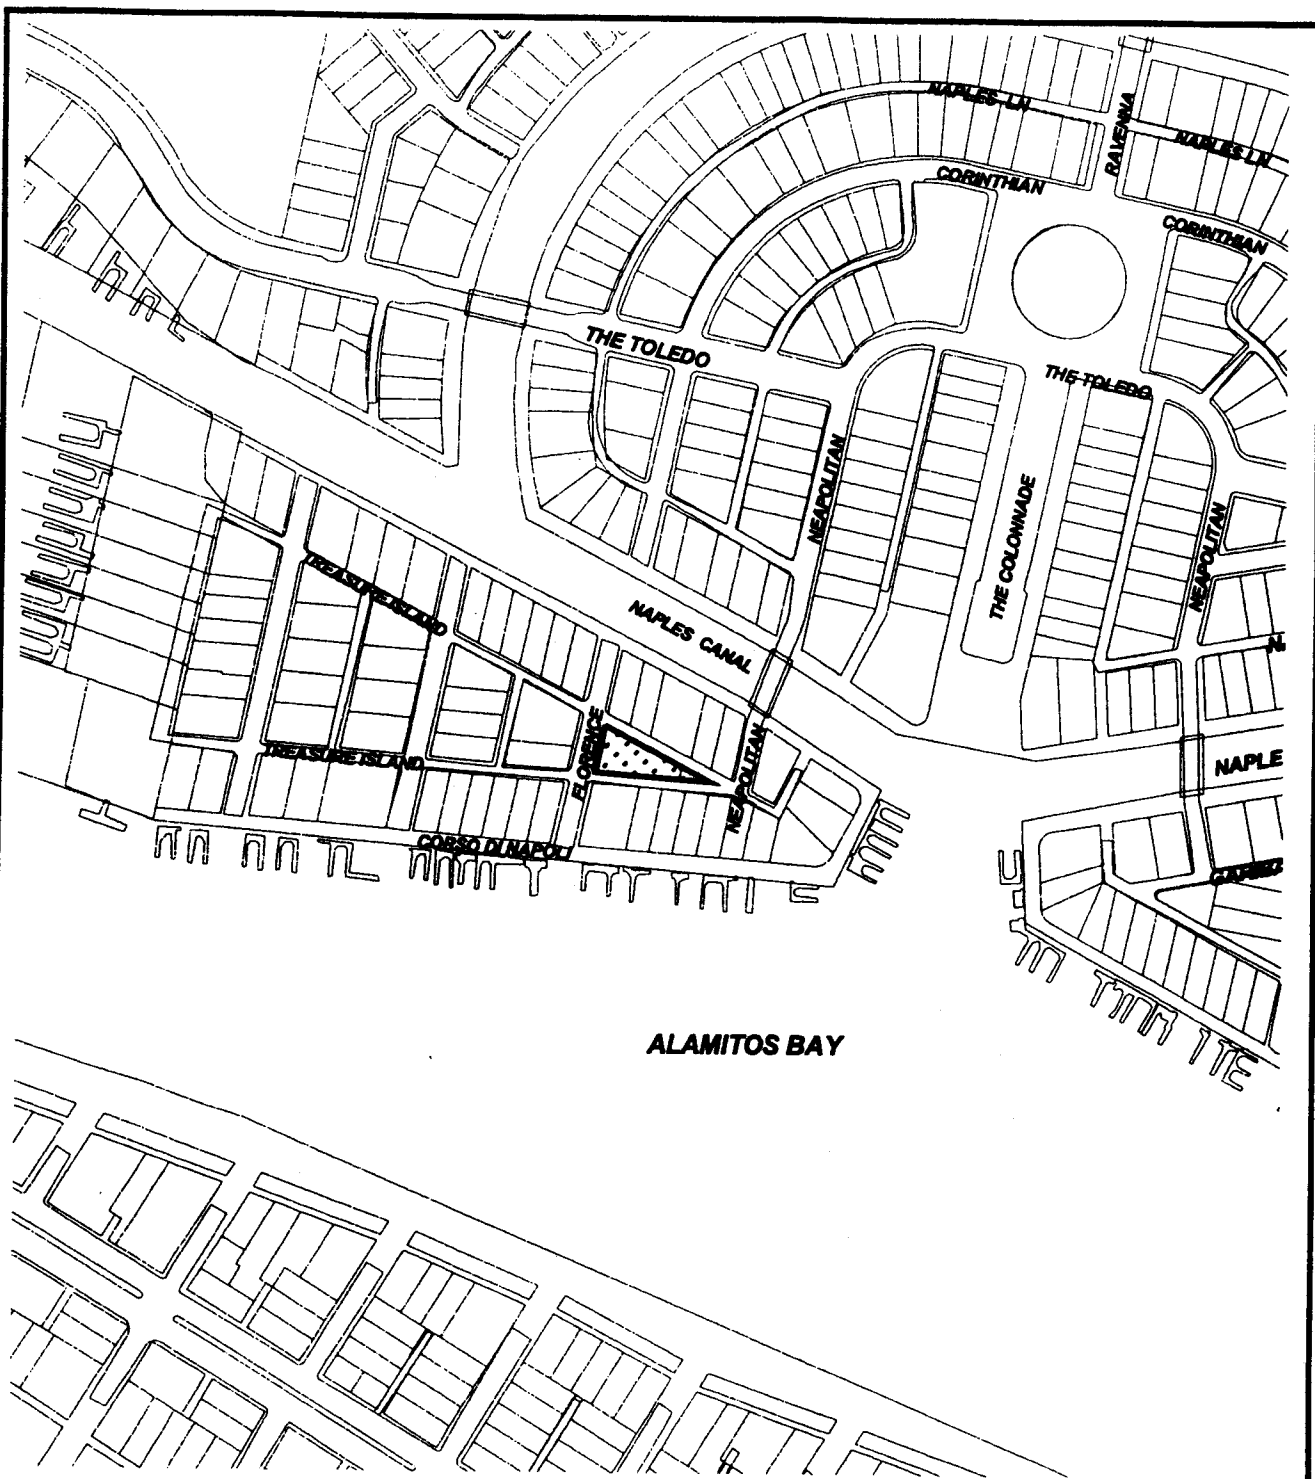 NAPLES LN
RAVENNA
NAPLES LN
CORINTHIAN
CORINTHIAN
THE TOLEDO
THE TOLEDO
NEAPOLITAN
THE COLONNADE
NEAPOLITAN
TREASURE ISLAND
NAPLES CANAL
N.
FLORENCE
NEAPOLITAN
TREASURE ISLAND
NAPLE
CORSO DI NAPOLI
ALAMITOS BAY